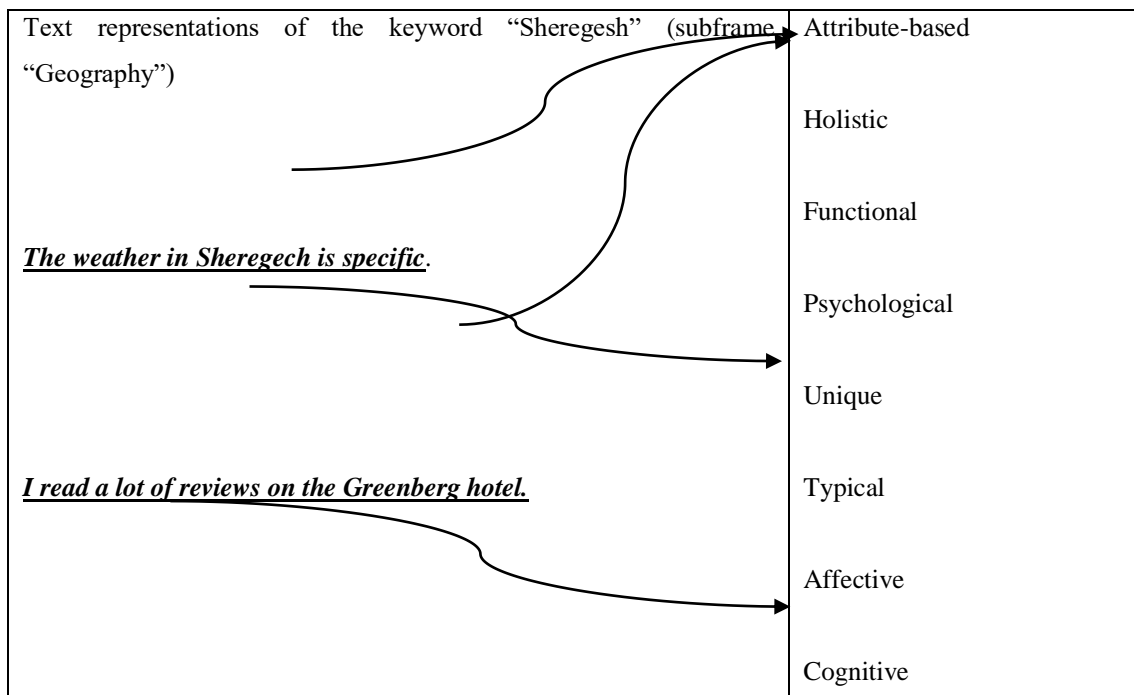 Text representations of the keyword “Sheregesh” (subframe “Geography”)
Attribute-based
Holistic
Functional
The weather in Sheregech is specific.
Psychological
Unique
I read a lot of reviews on the Greenberg hotel.
Typical
Affective
Cognitive